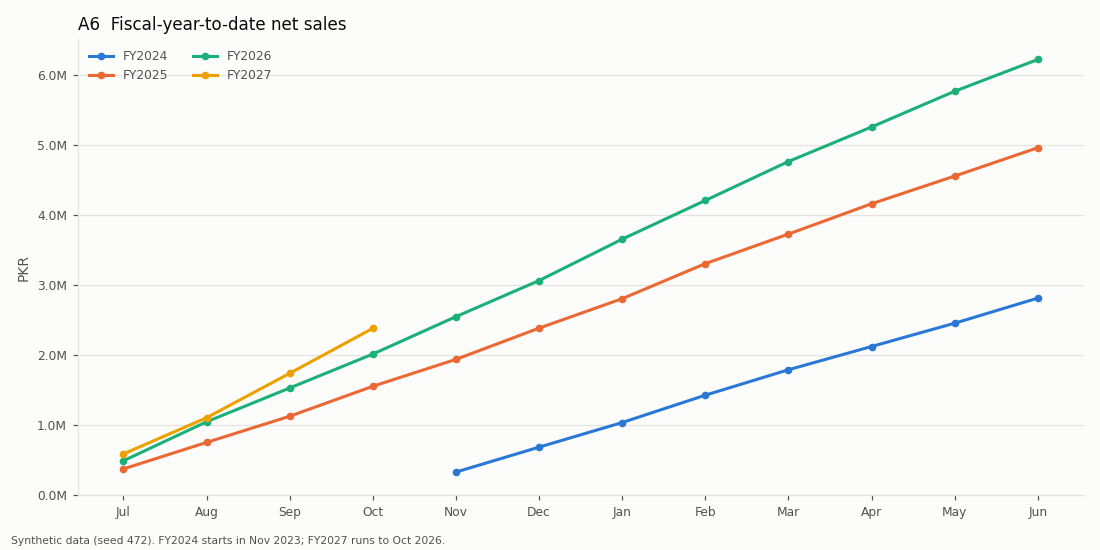 A6  Fiscal-year-to-date net sales
FY2024
FY2025
FY2026
FY2027
PKR
6.0M
5.0M
4.0M
3.0M
2.0M
1.0M
0.0M
Jul Aug Sep Oct Nov Dec Jan Feb Mar Apr May Jun
Synthetic data (seed 472). FY2024 starts in Nov 2023; FY2027 runs to Oct 2026.